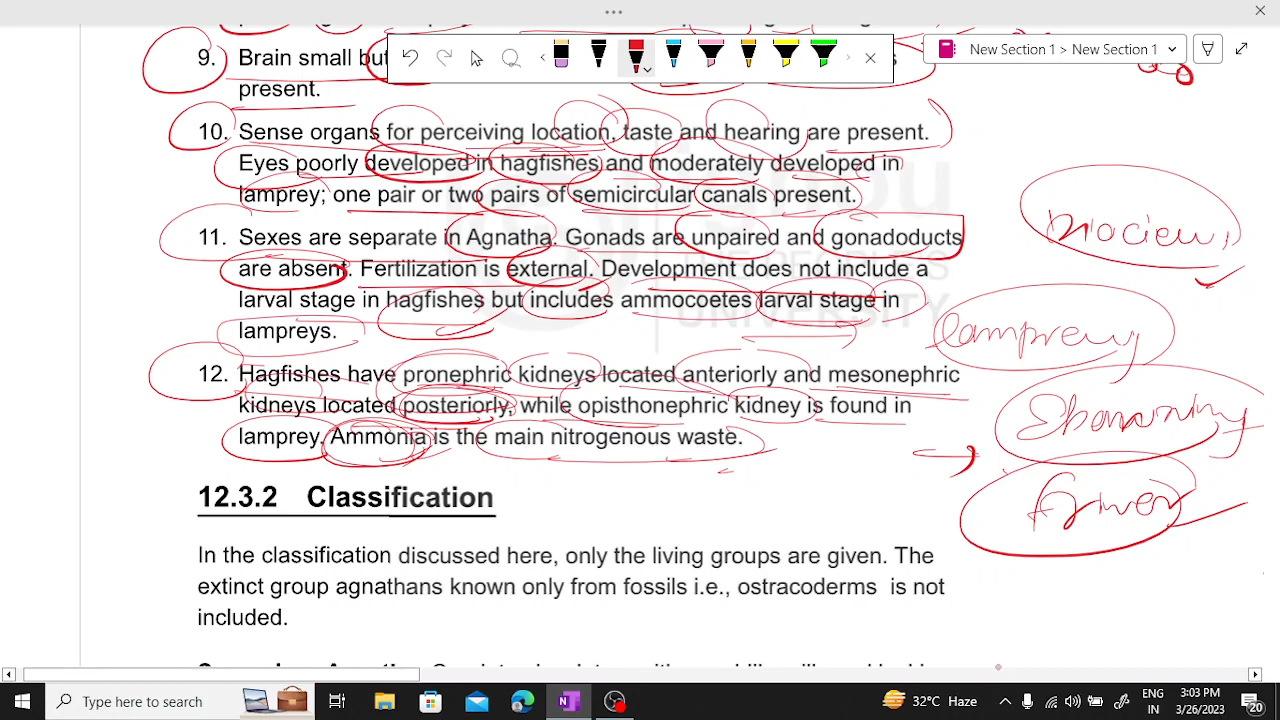 New Section 1 > New Section 1
9. Brain small but
present.
10. Sense organs for perceiving location, taste and hearing are present.
Eyes poorly developed in hagfishes and moderately developed in
lamprey; one pair or two pairs of semicircular canals present.
11. Sexes are separate in Agnatha. Gonads are unpaired and gonadoducts
are absent. Fertilization is external. Development does not include a
larval stage in hagfishes but includes ammocoetes larval stage in
lampreys.
lamprey
12. Hagfishes have pronephric kidneys located anteriorly and mesonephric
kidneys located posteriorly, while opisthonephric kidney is found in
lamprey. Ammonia is the main nitrogenous waste.
THE PEOPLE'S
UNIVERSITY
12.3.2 Classification
In the classification discussed here, only the living groups are given. The
extinct group agnathans known only from fossils i.e., ostracoderms is not
included.
Type here to search
32°C Haze
ENG
IN
3:03 PM
3/26/2023
20